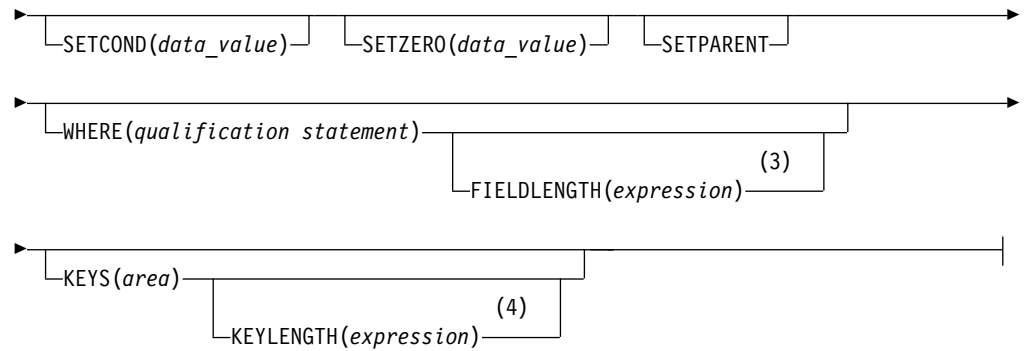 SETCOND(data_value) SETZERO(data_value) SETPARENT
WHERE(qualification statement)
(3)
FIELDLENGTH(expression)
KEYS(area)
(4)
KEYLENGTH(expression)